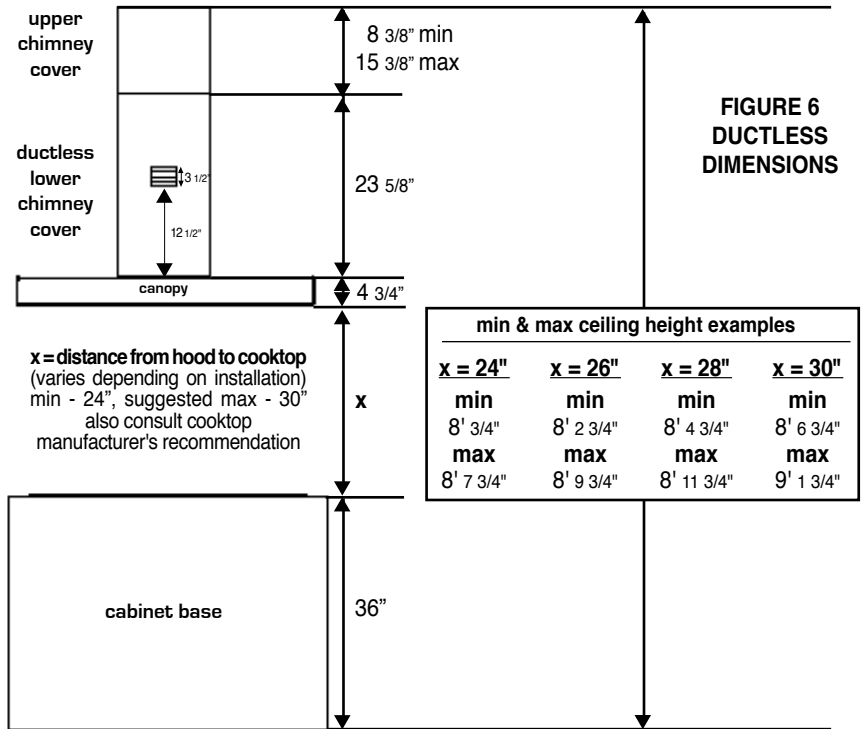 upper
chimney
cover
8 3/8" min
15 3/8" max
FIGURE 6
DUCTLESS
DIMENSIONS
ductless
lower
chimney
cover
3 1/2"
12 1/2"
23 5/8"
canopy
4 3/4"
x = distance from hood to cooktop
(varies depending on installation)
min - 24”, suggested max - 30”
also consult cooktop
manufacturer's recommendation
x
min & max ceiling height examples
x = 24" x = 26" x = 28" x = 30"
min min min min
8' 3/4" 8' 2 3/4" 8' 4 3/4" 8' 6 3/4"
max max max max
8' 7 3/4" 8' 9 3/4" 8' 11 3/4" 9' 1 3/4"
cabinet base
36”